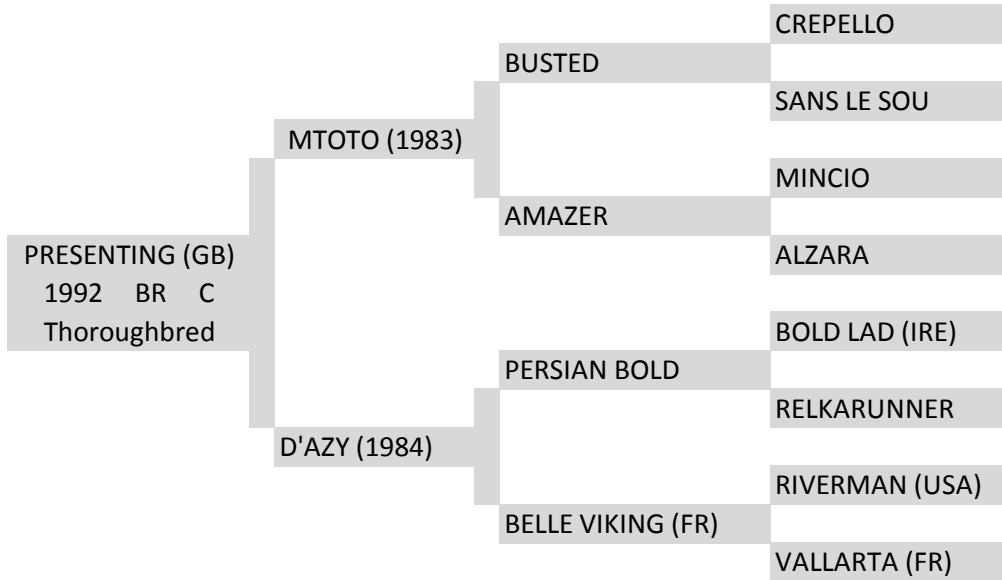 CREPELLO
BUSTED
SANS LE SOU
MTOTO (1983)
MINCIO
AMAZER
PRESENTING (GB)
ALZARA
1992 BR C
Thoroughbred
BOLD LAD (IRE)
PERSIAN BOLD
RELKARUNNER
D'AZY (1984)
RIVERMAN (USA)
BELLE VIKING (FR)
VALLARTA (FR)